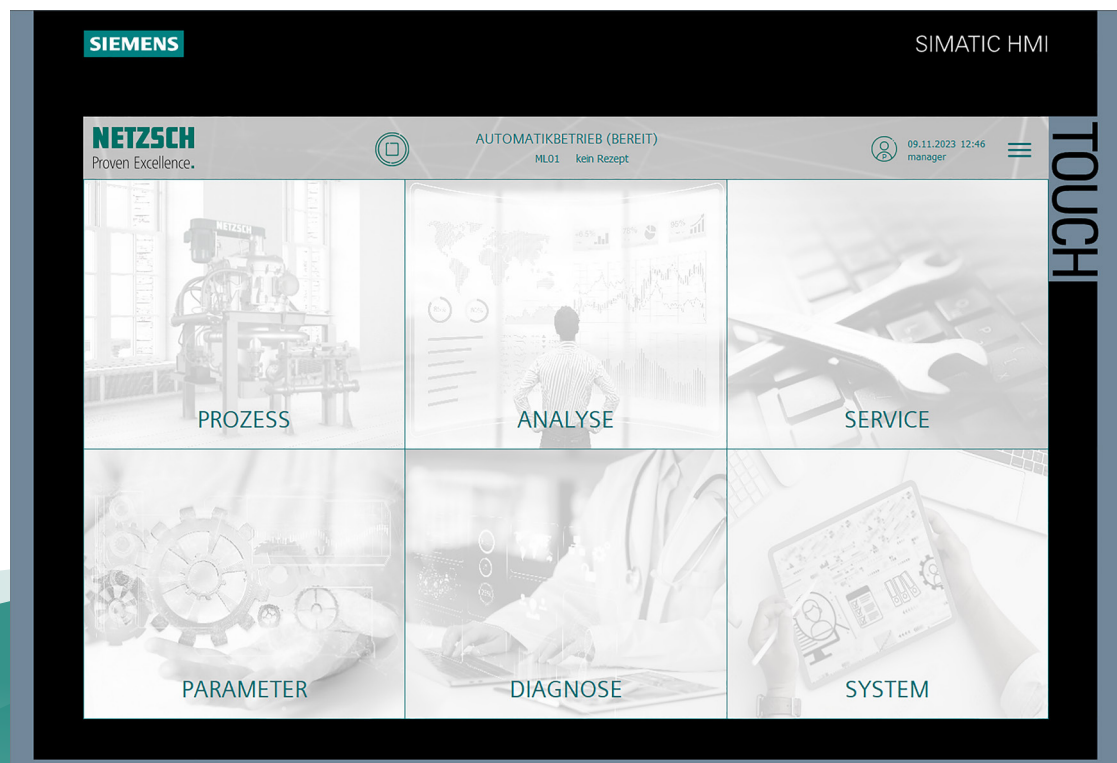 SIEMENS
SIMATIC HMI
TOUCH
NETZSCH
Proven Excellence.
AUTOMATIKBETRIEB (BEREIT)
ML01 kein Rezept
P
09.11.2023 12:46
manager
NETZSCH
PROZESS
ANALYSE
SERVICE
PARAMETER
DIAGNOSE
SYSTEM